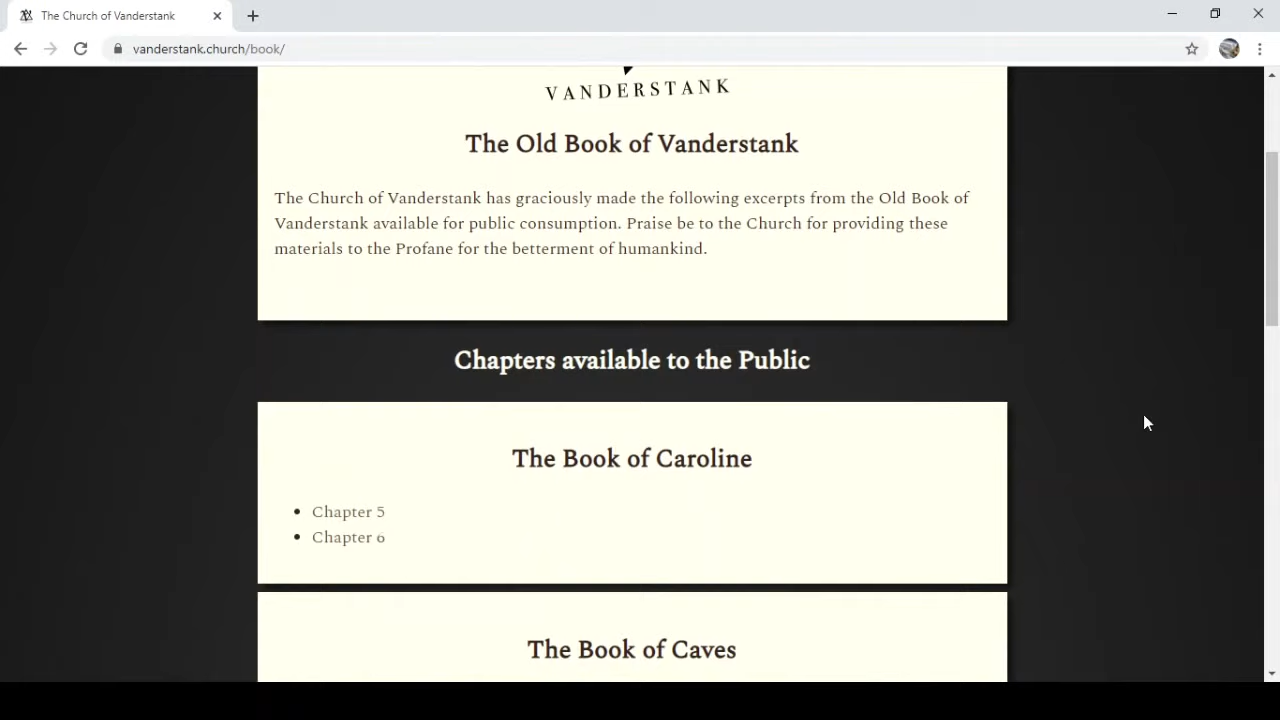 The Church of Vanderstank
vanderstank.church/book/
VANDERSTANK
The Old Book of Vanderstank
The Church of Vanderstank has graciously made the following excerpts from the Old Book of
Vanderstank available for public consumption. Praise be to the Church for providing these
materials to the Profane for the betterment of humankind.
Chapters available to the Public
The Book of Caroline
Chapter 5
Chapter 6
The Book of Caves